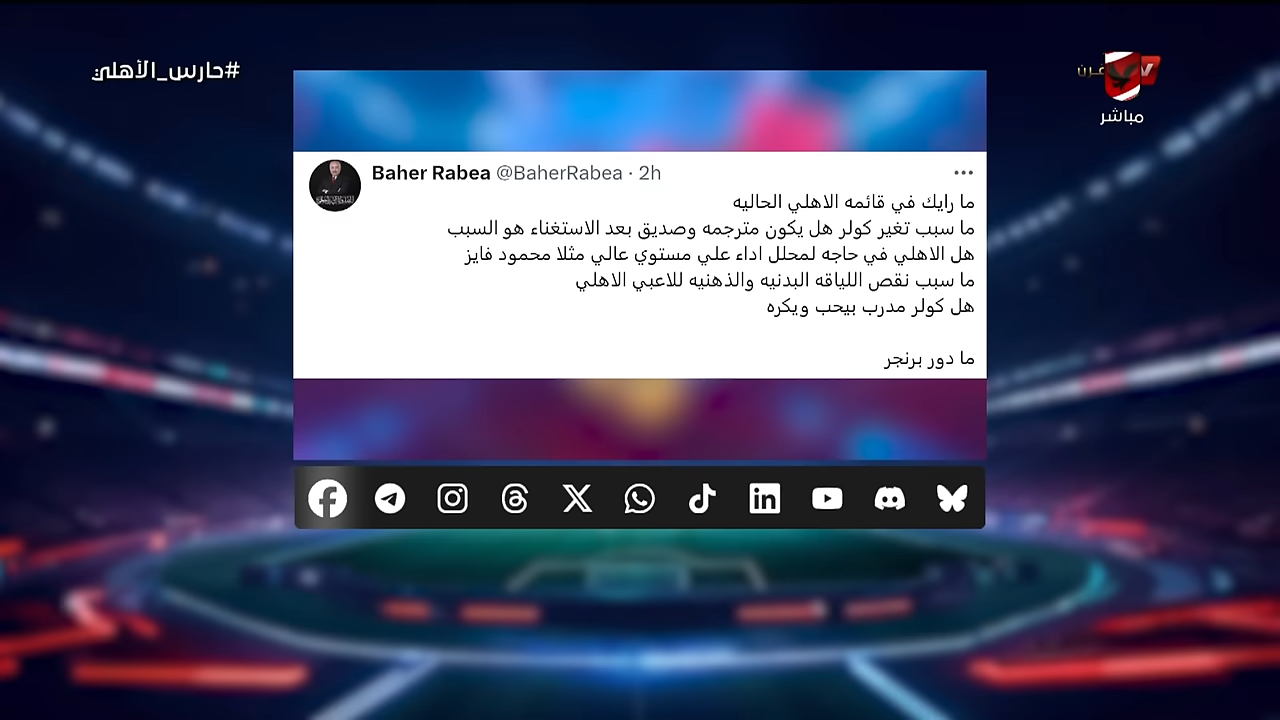 #حارس_الأهلي
مباشر
Baher Rabea @BaherRabea · 2h
ما رايك في قائمه الاهلي الحاليه
ما سبب تغير كولر هل يكون مترجمه وصديق بعد الاستغناء هو السبب
هل الاهلي في حاجه لمحلل اداء علي مستوي عالي مثلا محمود فايز
ما سبب نقص اللياقه البدنيه والذهنيه للاعبي الاهلي
هل كولر مدرب بيحب ويكره
ما دور برنجر